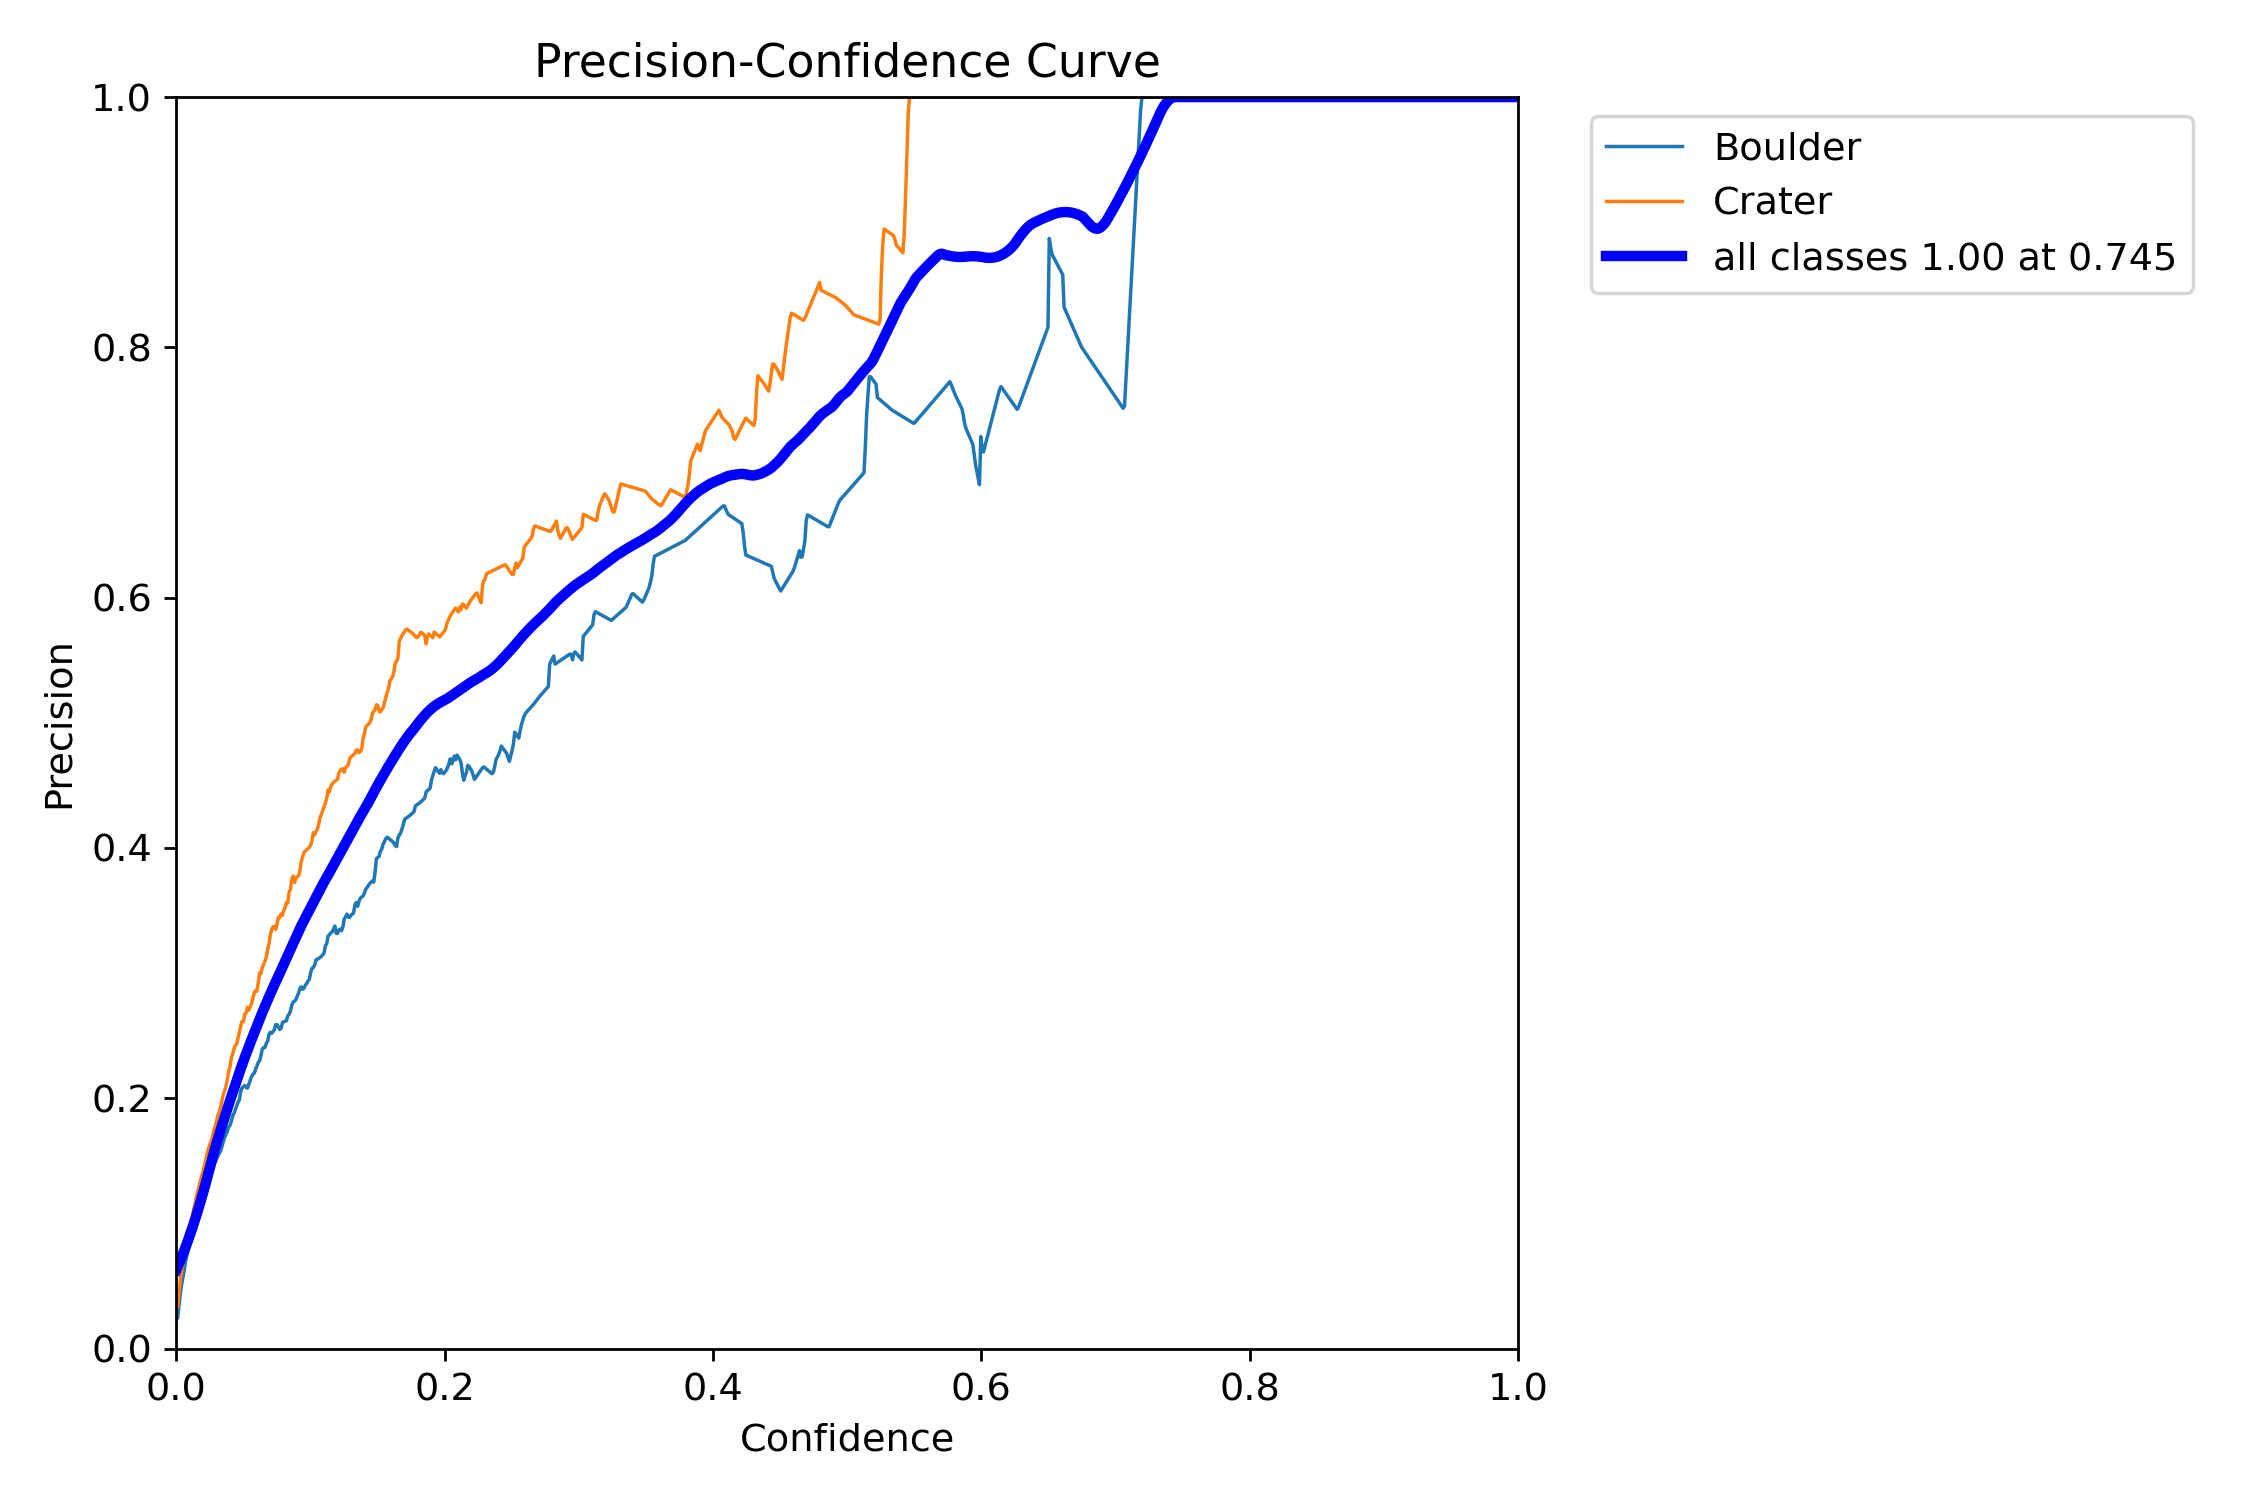 Precision-Confidence Curve
1.0
0.8
0.6
0.4
0.2
0.0
Precision
0.0 0.2 0.4 0.6 0.8 1.0
Confidence
Boulder
Crater
all classes 1.00 at 0.745